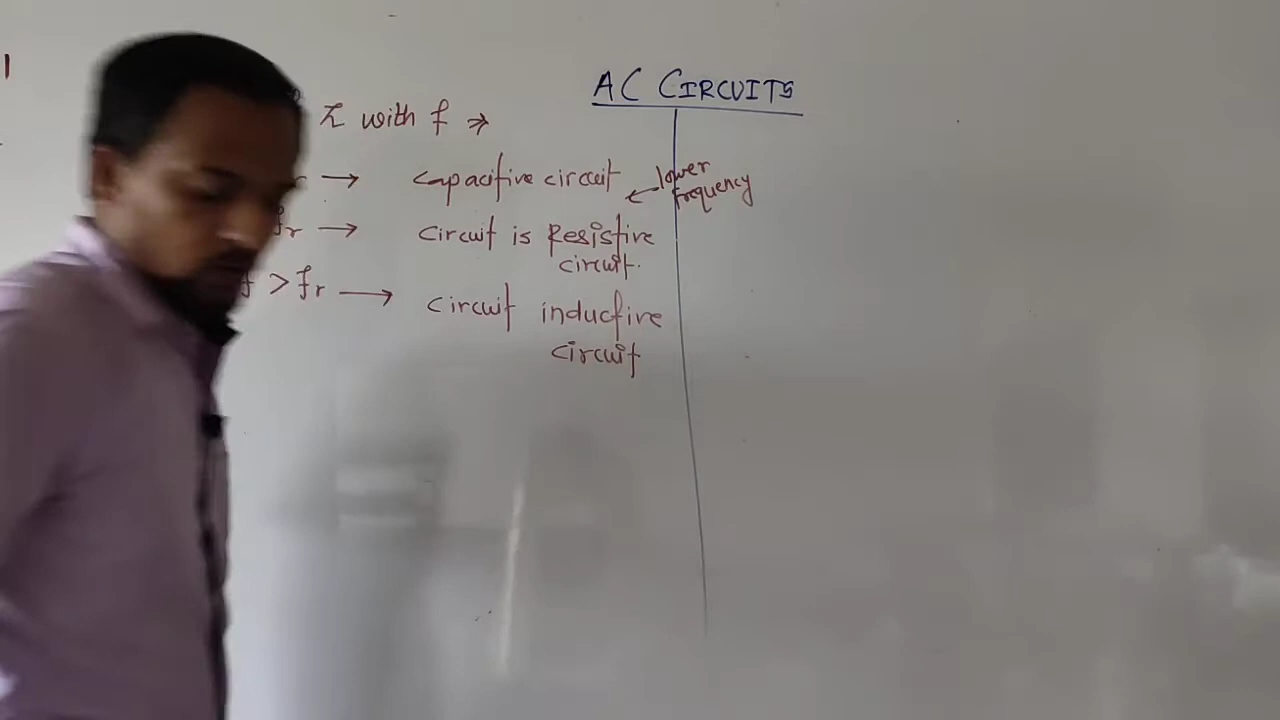 AC CIRCUITS
Z with f ⇒
r → capacitive circuit ← lower
frequency
fr → circuit is Resistive
circuit.
f > fr → circuit inductive
circuit